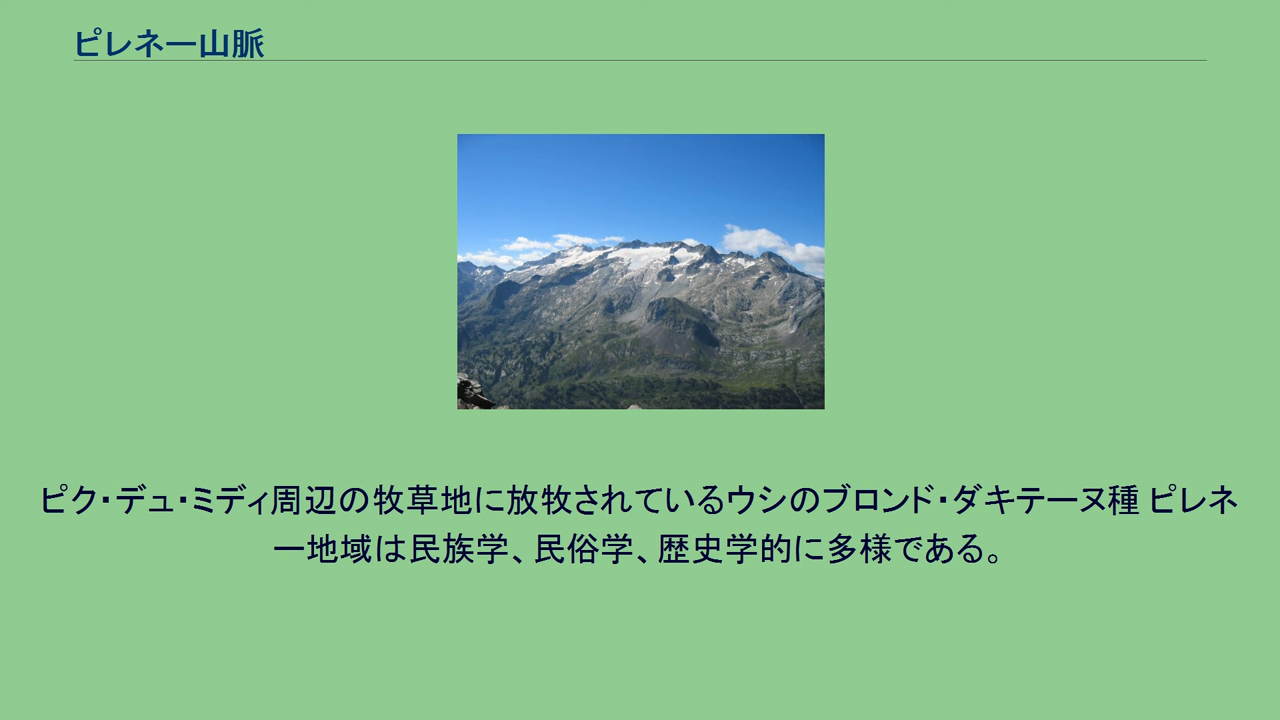 ピレネー山脈
ピク・デュ・ミディ周辺の牧草地に放牧されているウシのブロンド・ダキテーヌ種 ピレネ
ー地域は民族学、民俗学、歴史学的に多様である。